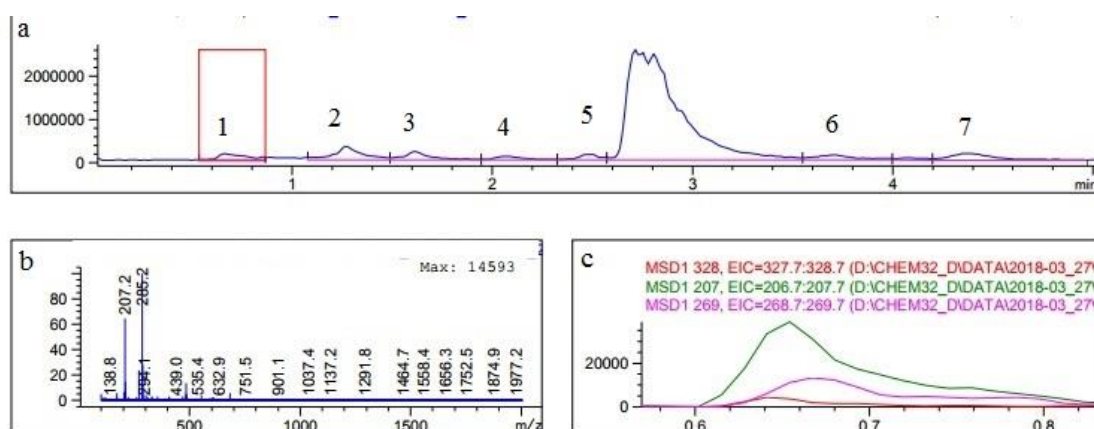 a
2000000
1000000
0
1 2 3 4 5 6 7
1 2 3 4 min
b
Max: 14593
80
60
40
20
0
138.8 207.2 285.2 439.0 535.4 632.9 751.5 901.1 1037.4 1137.2 1291.8 1464.7 1558.4 1656.3 1752.5 1874.9 1977.2
500 1000 1500 m/z
c
MSD1 328, EIC=327.7:328.7 (D:\CHEM32_D\DATA\2018-03_27\
MSD1 207, EIC=206.7:207.7 (D:\CHEM32_D\DATA\2018-03_27\
MSD1 269, EIC=268.7:269.7 (D:\CHEM32_D\DATA\2018-03_27\
20000
0
0.6 0.7 0.8